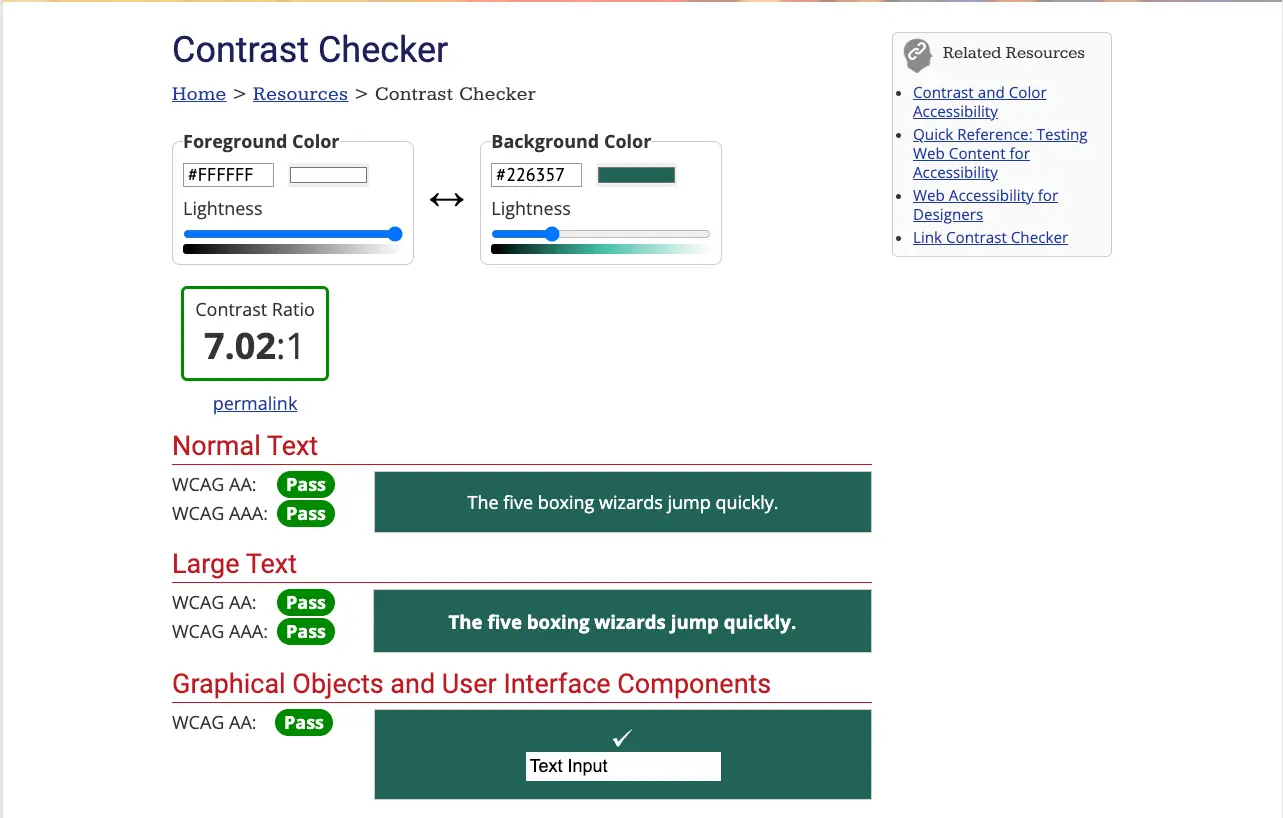 Contrast Checker
Home > Resources > Contrast Checker
Foreground Color
#FFFFFF
Lightness
Background Color
#226357
Lightness
Contrast Ratio
7.02:1
permalink
Normal Text
WCAG AA: Pass
WCAG AAA: Pass
The five boxing wizards jump quickly.
Large Text
WCAG AA: Pass
WCAG AAA: Pass
The five boxing wizards jump quickly.
Graphical Objects and User Interface Components
WCAG AA: Pass
✓
Text Input
Related Resources
Contrast and Color
Accessibility
Quick Reference: Testing
Web Content for
Accessibility
Web Accessibility for
Designers
Link Contrast Checker